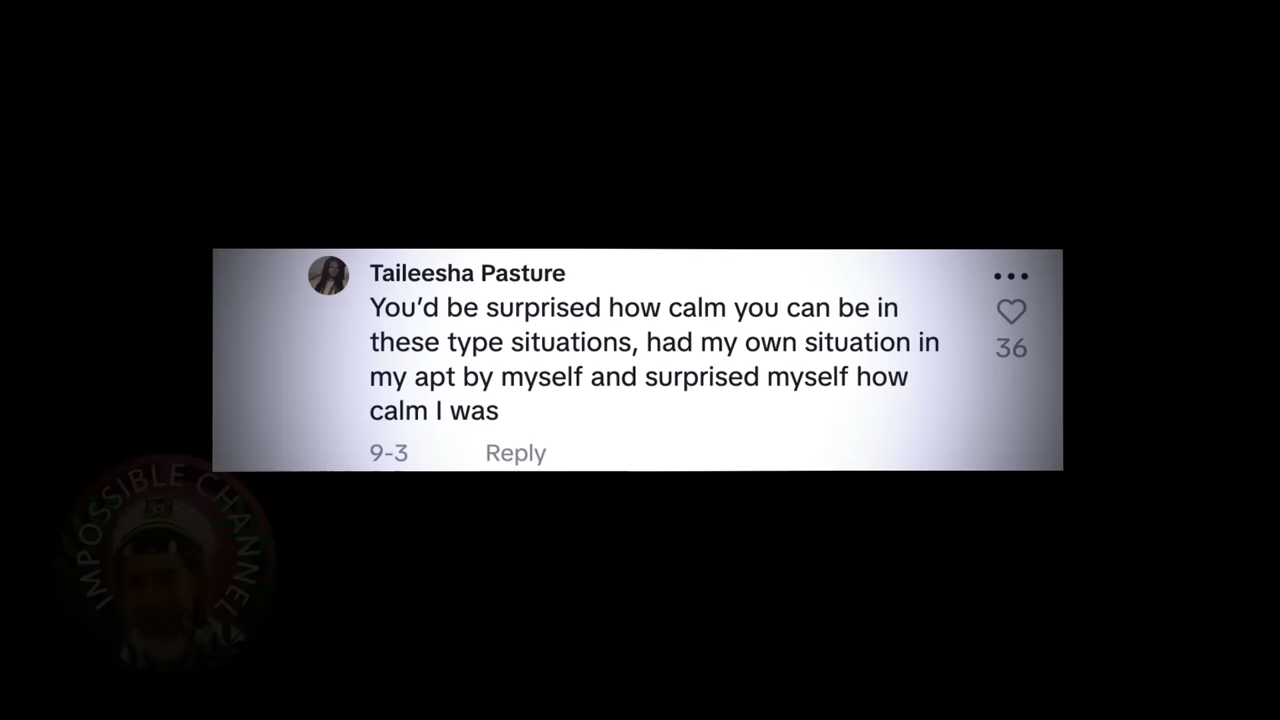 Taileesha Pasture
You'd be surprised how calm you can be in
these type situations, had my own situation in
my apt by myself and surprised myself how
calm I was
36
9-3 Reply
IMPOSSIBLE CHANNEL